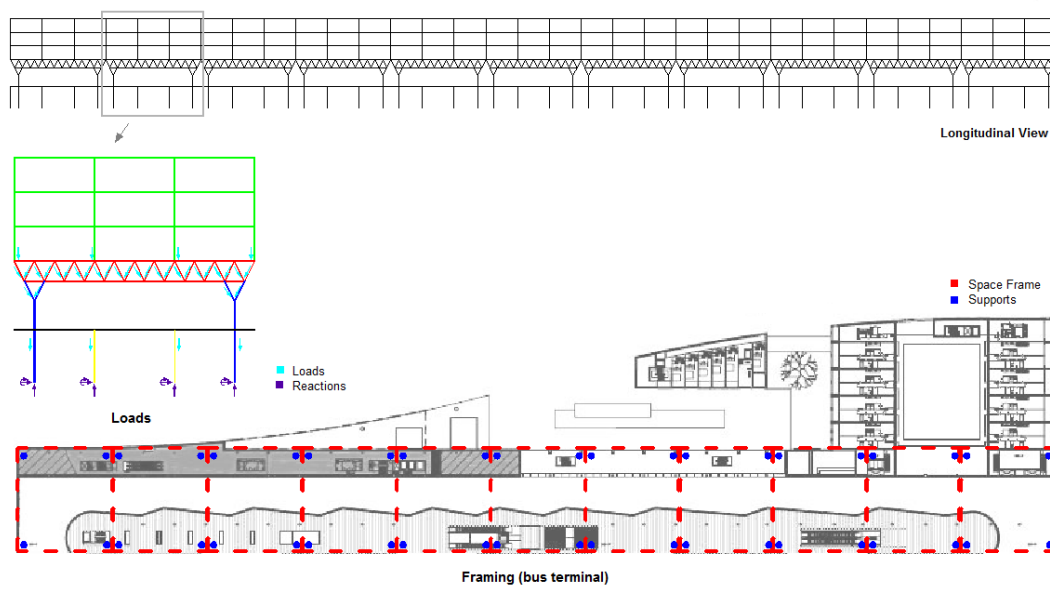 Longitudinal View
Space Frame
Supports
Loads
Reactions
Loads
Framing (bus terminal)